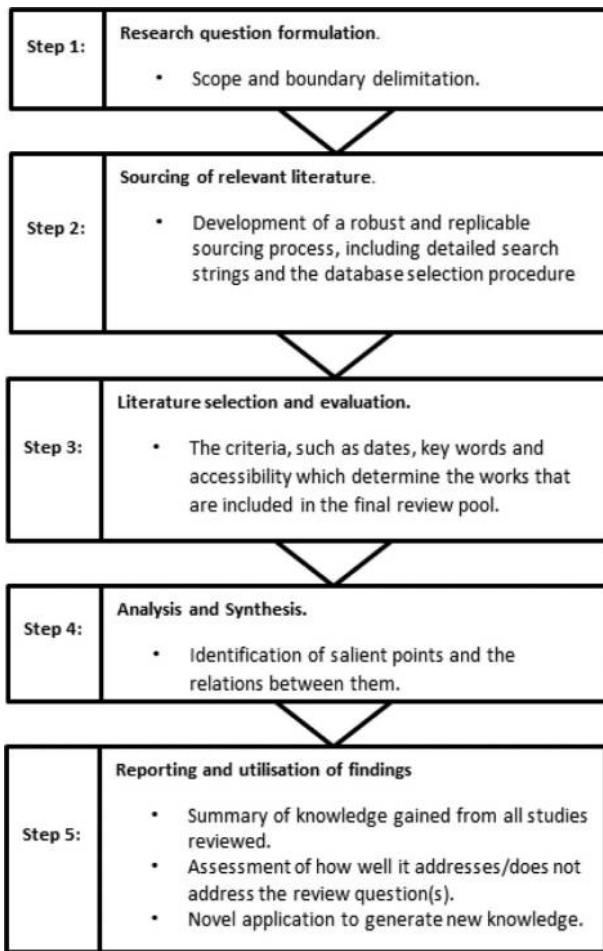 Step 1:
Research question formulation.
• Scope and boundary delimitation.
Step 2:
Sourcing of relevant literature.
• Development of a robust and replicable
sourcing process, including detailed search
strings and the database selection procedure
Step 3:
Literature selection and evaluation.
• The criteria, such as dates, key words and
accessibility which determine the works that
are included in the final review pool.
Step 4:
Analysis and Synthesis.
• Identification of salient points and the
relations between them.
Step 5:
Reporting and utilisation of findings
• Summary of knowledge gained from all studies
reviewed.
• Assessment of how well it addresses/does not
address the review question(s).
• Novel application to generate new knowledge.